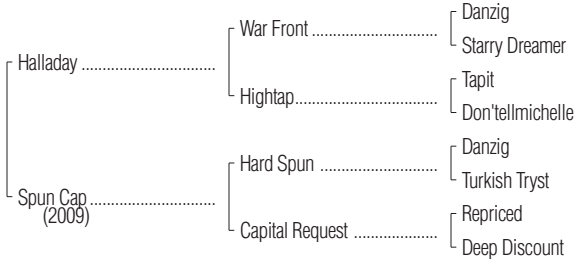 Danzig
War Front ..............................
Starry Dreamer
Halladay ................................
Tapit
Hightap..................................
Don'tellmichelle
Danzig
Hard Spun ............................
Turkish Tryst
Spun Cap ..............................
(2009)
Repriced
Capital Request ....................
Deep Discount